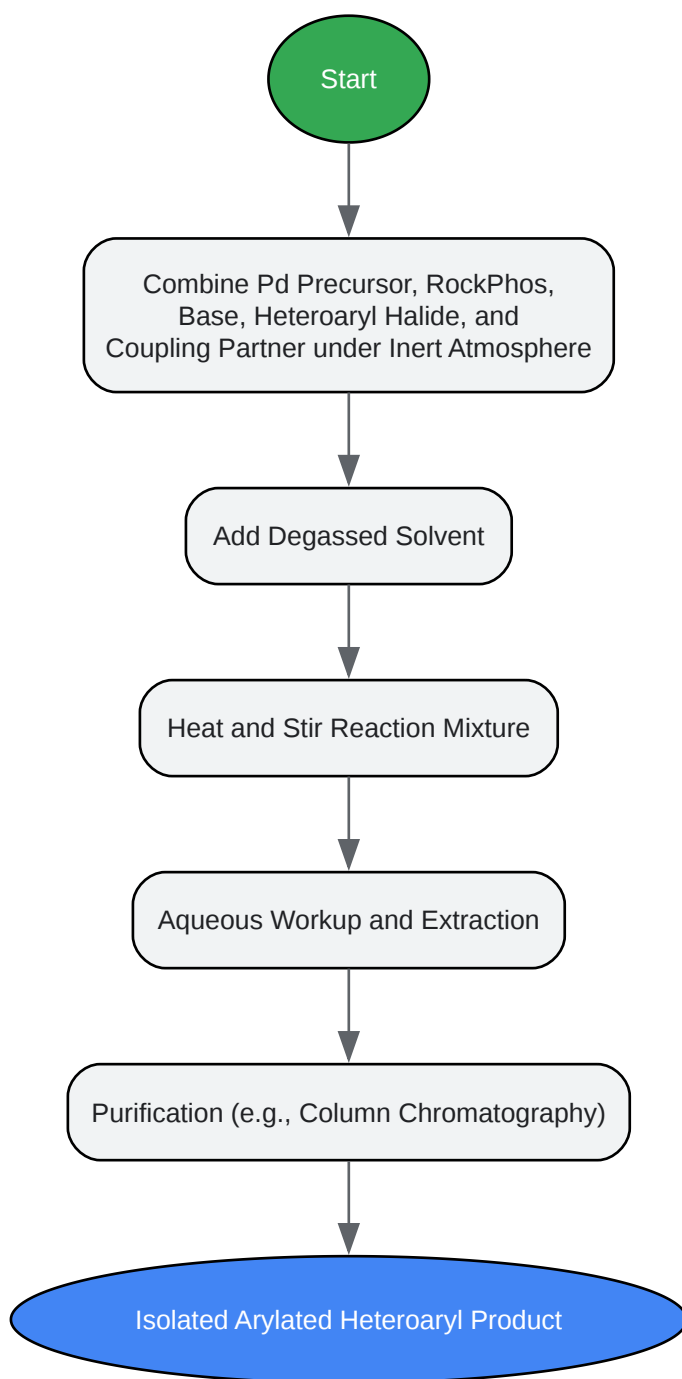 Start
Combine Pd Precursor, RockPhos,
Base, Heteroaryl Halide, and
Coupling Partner under Inert Atmosphere
Add Degassed Solvent
Heat and Stir Reaction Mixture
Aqueous Workup and Extraction
Purification (e.g., Column Chromatography)
Isolated Arylated Heteroaryl Product